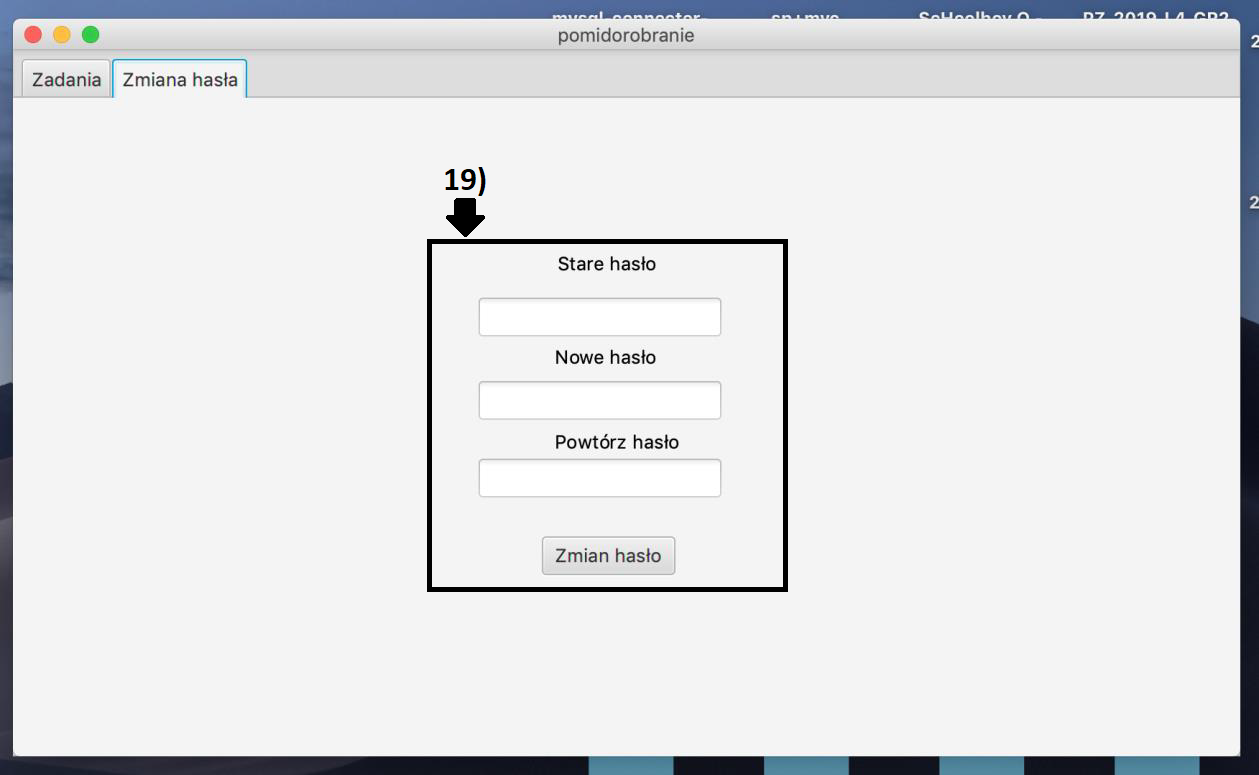 pomidorobranie
Zadania
Zmiana hasła
19)
Stare hasło
Nowe hasło
Powtórz hasło
Zmian hasło